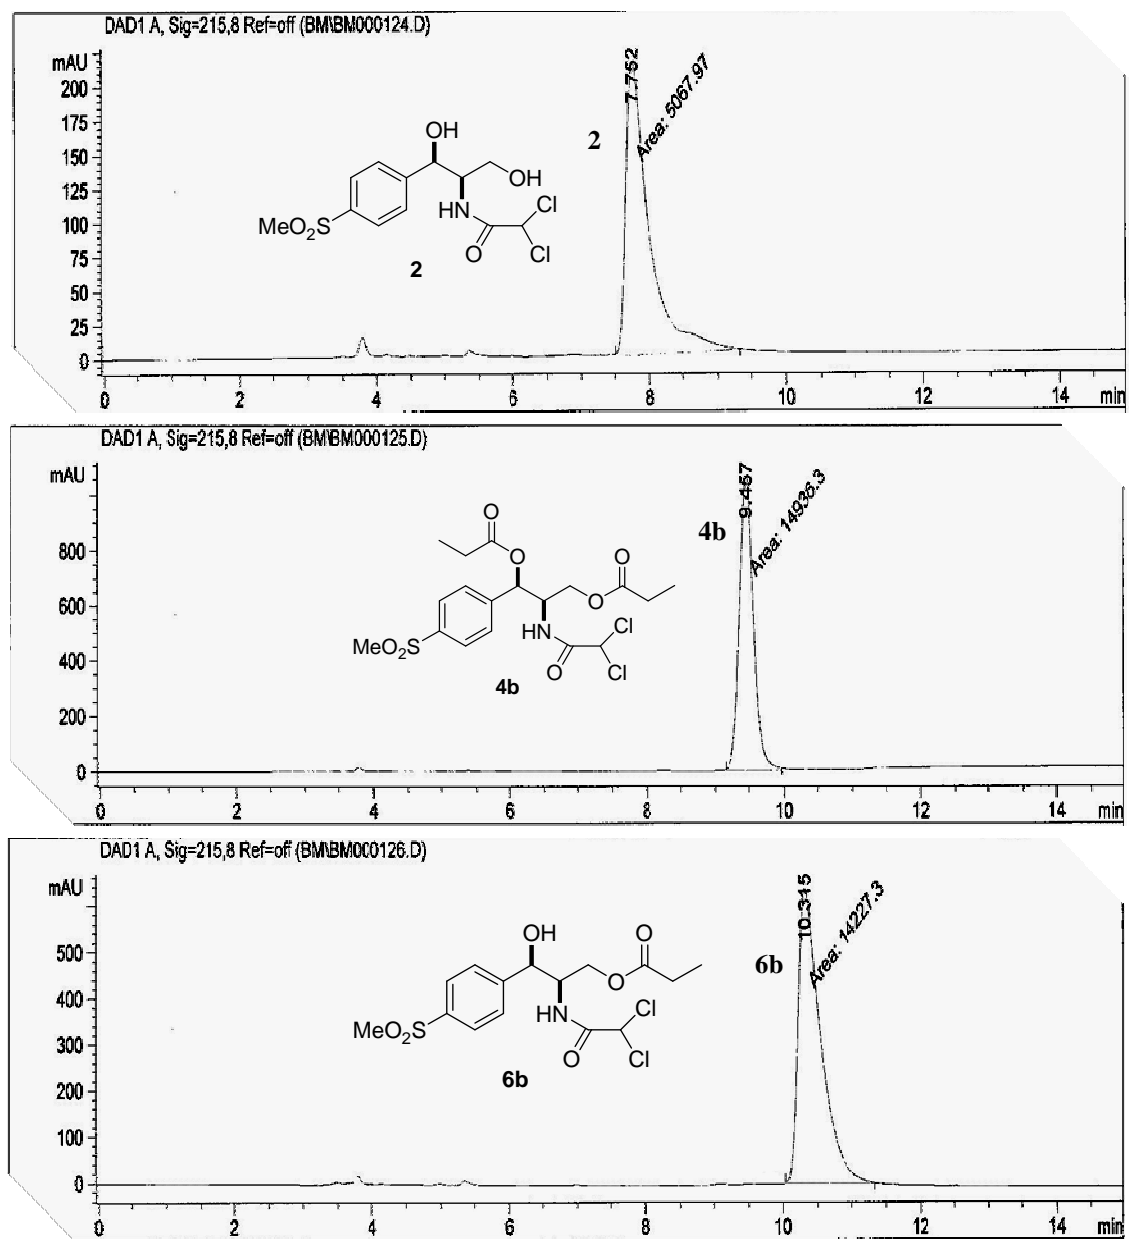 DAD1 A, Sig=215,8 Ref=off (BM\BM000124.D)
mAU
200
175
150
125
100
75
50
25
0
7.752
Area: 5067.97
2
OH
OH
HN
Cl
Cl
O
MeO2S
2
0 2 4 6 8 10 12 14 min
DAD1 A, Sig=215,8 Ref=off (BM\BM000125.D)
mAU
800
600
400
200
0
9.457
Area: 14936.3
4b
O
O
O
O
HN
Cl
Cl
O
MeO2S
4b
0 2 4 6 8 10 12 14 min
DAD1 A, Sig=215,8 Ref=off (BM\BM000126.D)
mAU
500
400
300
200
100
0
10.315
Area: 14227.3
6b
OH
O
O
HN
Cl
Cl
O
MeO2S
6b
0 2 4 6 8 10 12 14 min